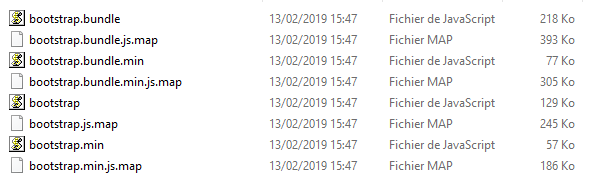 bootstrap.bundle 13/02/2019 15:47 Fichier de JavaScript 218 Ko
bootstrap.bundle.js.map 13/02/2019 15:47 Fichier MAP 393 Ko
bootstrap.bundle.min 13/02/2019 15:47 Fichier de JavaScript 77 Ko
bootstrap.bundle.min.js.map 13/02/2019 15:47 Fichier MAP 305 Ko
bootstrap 13/02/2019 15:47 Fichier de JavaScript 129 Ko
bootstrap.js.map 13/02/2019 15:47 Fichier MAP 245 Ko
bootstrap.min 13/02/2019 15:47 Fichier de JavaScript 57 Ko
bootstrap.min.js.map 13/02/2019 15:47 Fichier MAP 186 Ko